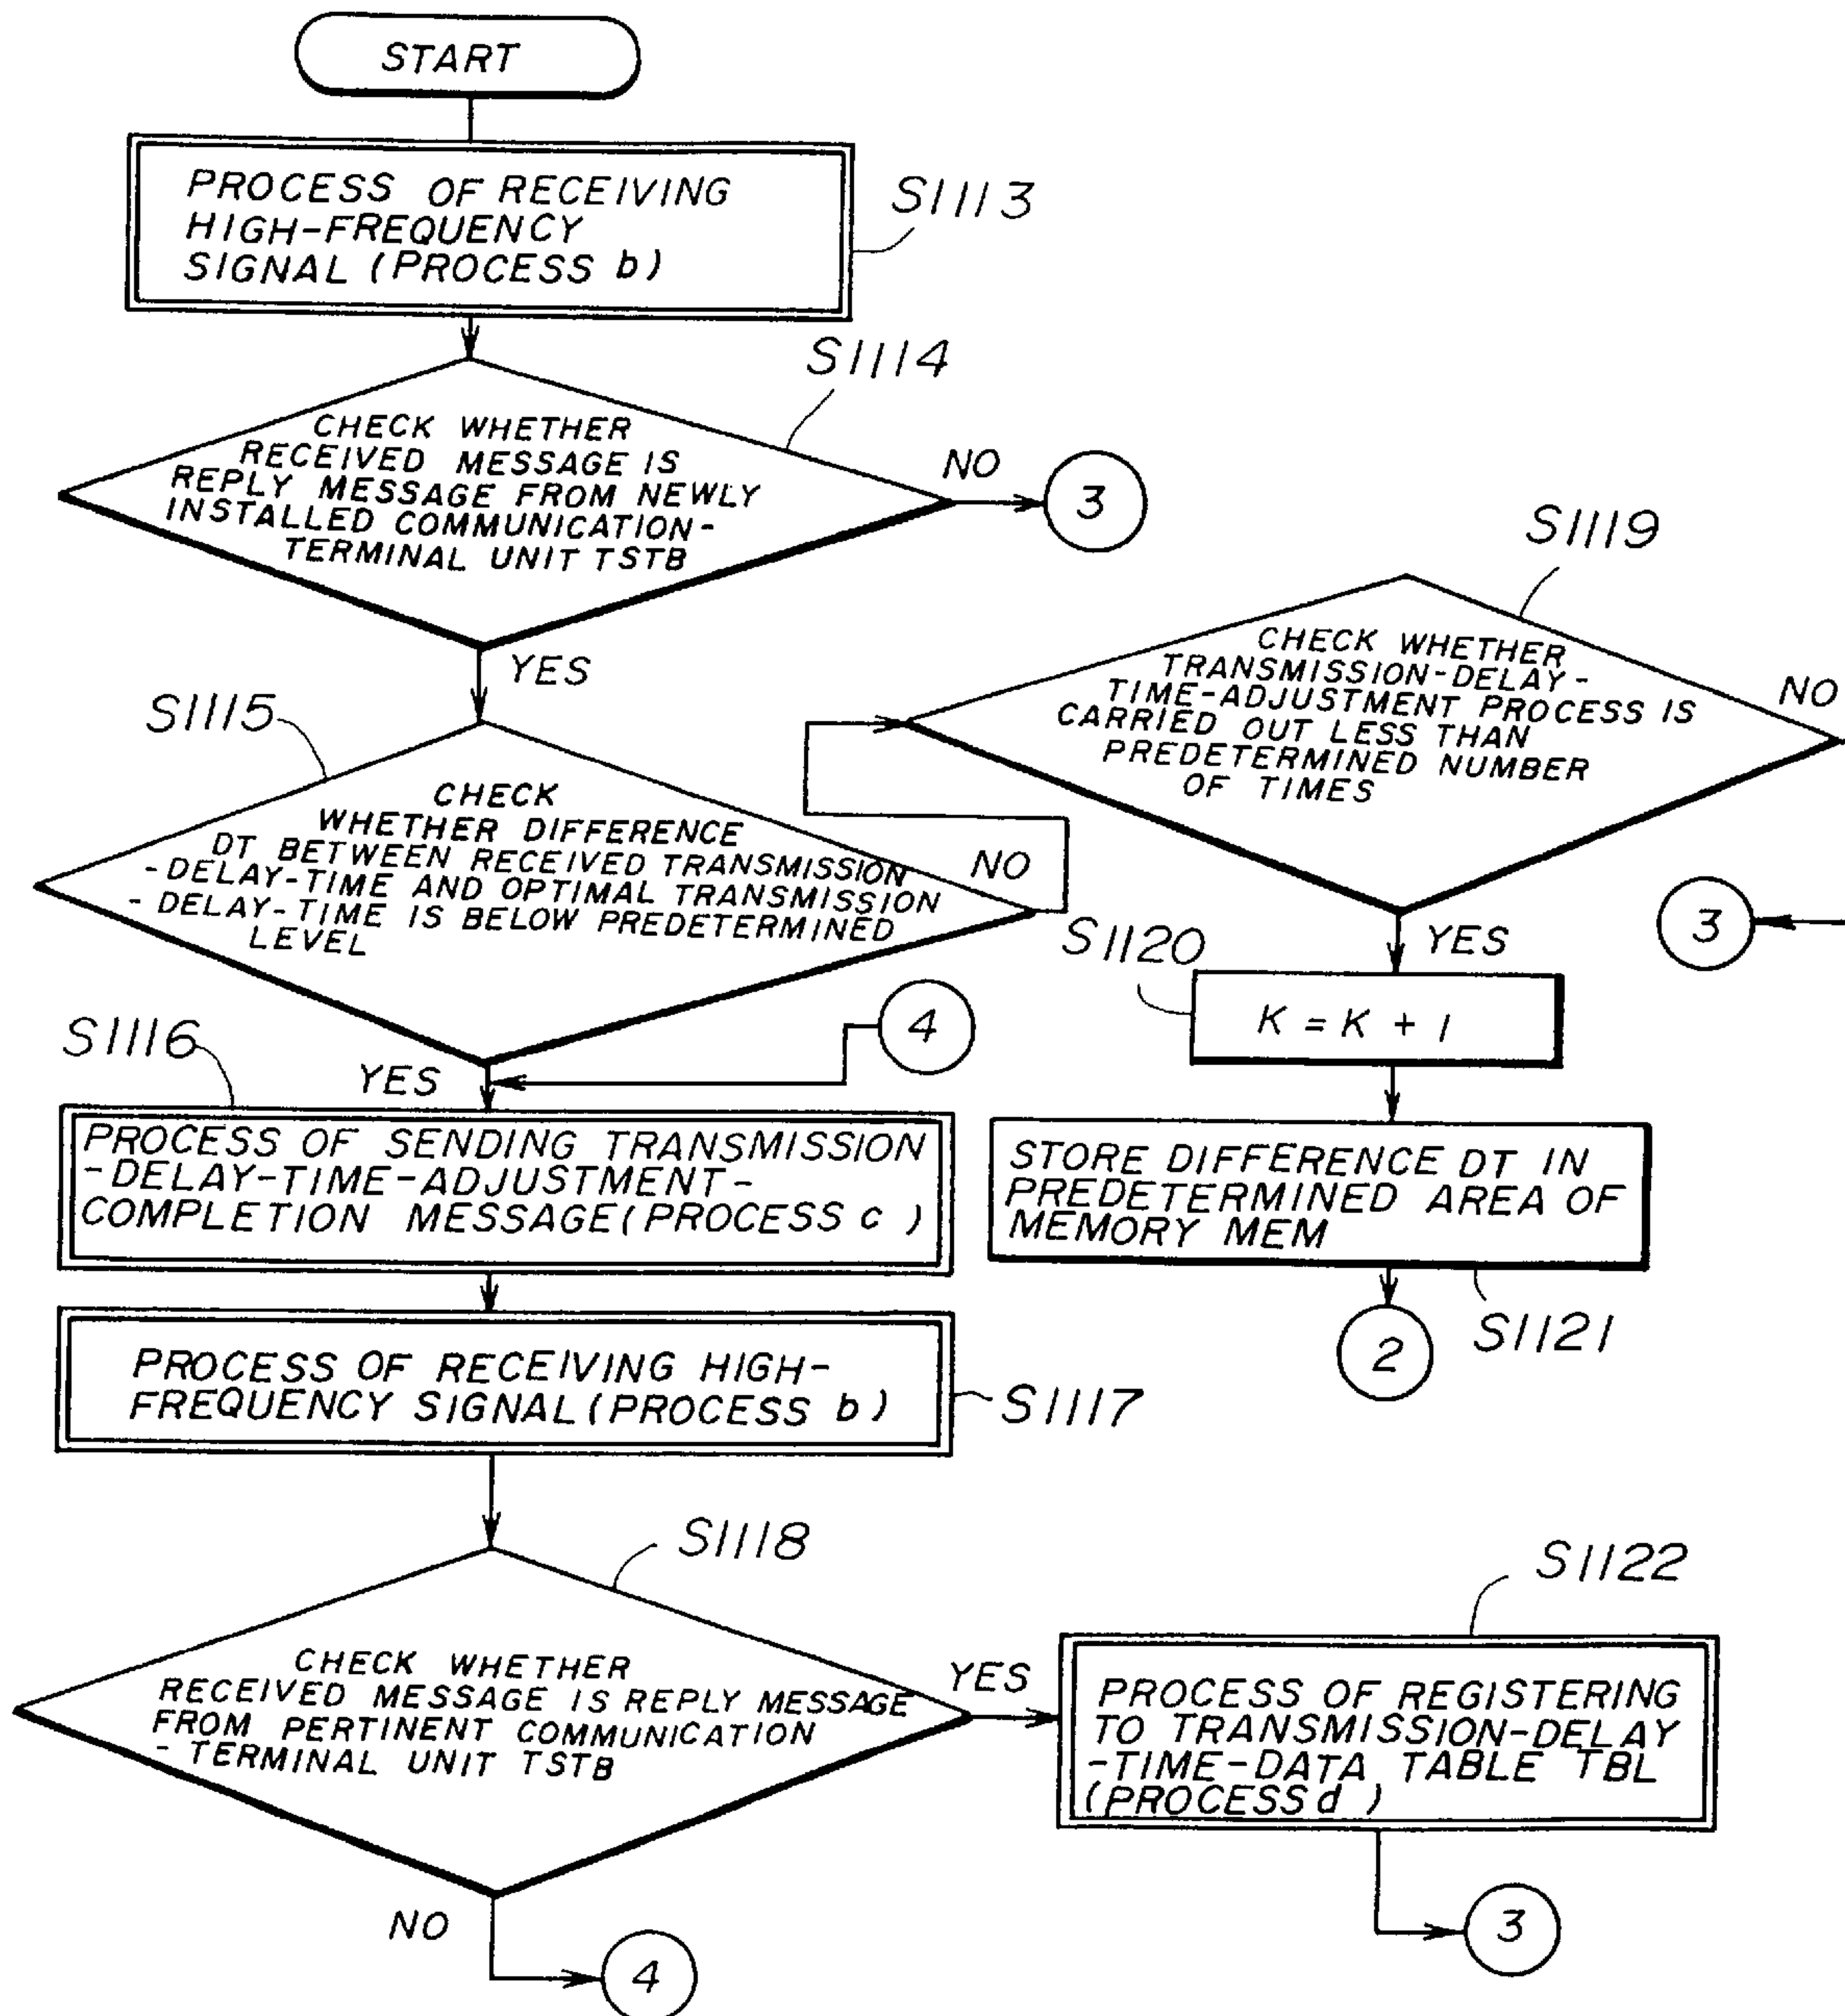 START
PROCESS OF RECEIVING
HIGH-FREQUENCY
SIGNAL (PROCESS b)
S1113
S1114
CHECK WHETHER
RECEIVED MESSAGE IS
REPLY MESSAGE FROM NEWLY
INSTALLED COMMUNICATION-
TERMINAL UNIT TSTB
NO
3
YES
S1115
CHECK
WHETHER DIFFERENCE
DT BETWEEN RECEIVED TRANSMISSION
-DELAY-TIME AND OPTIMAL TRANSMISSION
-DELAY-TIME IS BELOW PREDETERMINED
LEVEL
NO
YES
4
S1116
PROCESS OF SENDING TRANSMISSION
-DELAY-TIME-ADJUSTMENT-
COMPLETION MESSAGE (PROCESS c)
PROCESS OF RECEIVING HIGH-
FREQUENCY SIGNAL (PROCESS b)
S1117
S1118
CHECK WHETHER
RECEIVED MESSAGE IS REPLY MESSAGE
FROM PERTINENT COMMUNICATION
-TERMINAL UNIT TSTB
YES
NO
4
S1119
CHECK WHETHER
TRANSMISSION-DELAY-
TIME-ADJUSTMENT PROCESS IS
CARRIED OUT LESS THAN
PREDETERMINED NUMBER
OF TIMES
NO
3
YES
S1120
K = K + 1
STORE DIFFERENCE DT IN
PREDETERMINED AREA OF
MEMORY MEM
S1121
2
S1122
PROCESS OF REGISTERING
TO TRANSMISSION-DELAY
-TIME-DATA TABLE TBL
(PROCESS d)
3